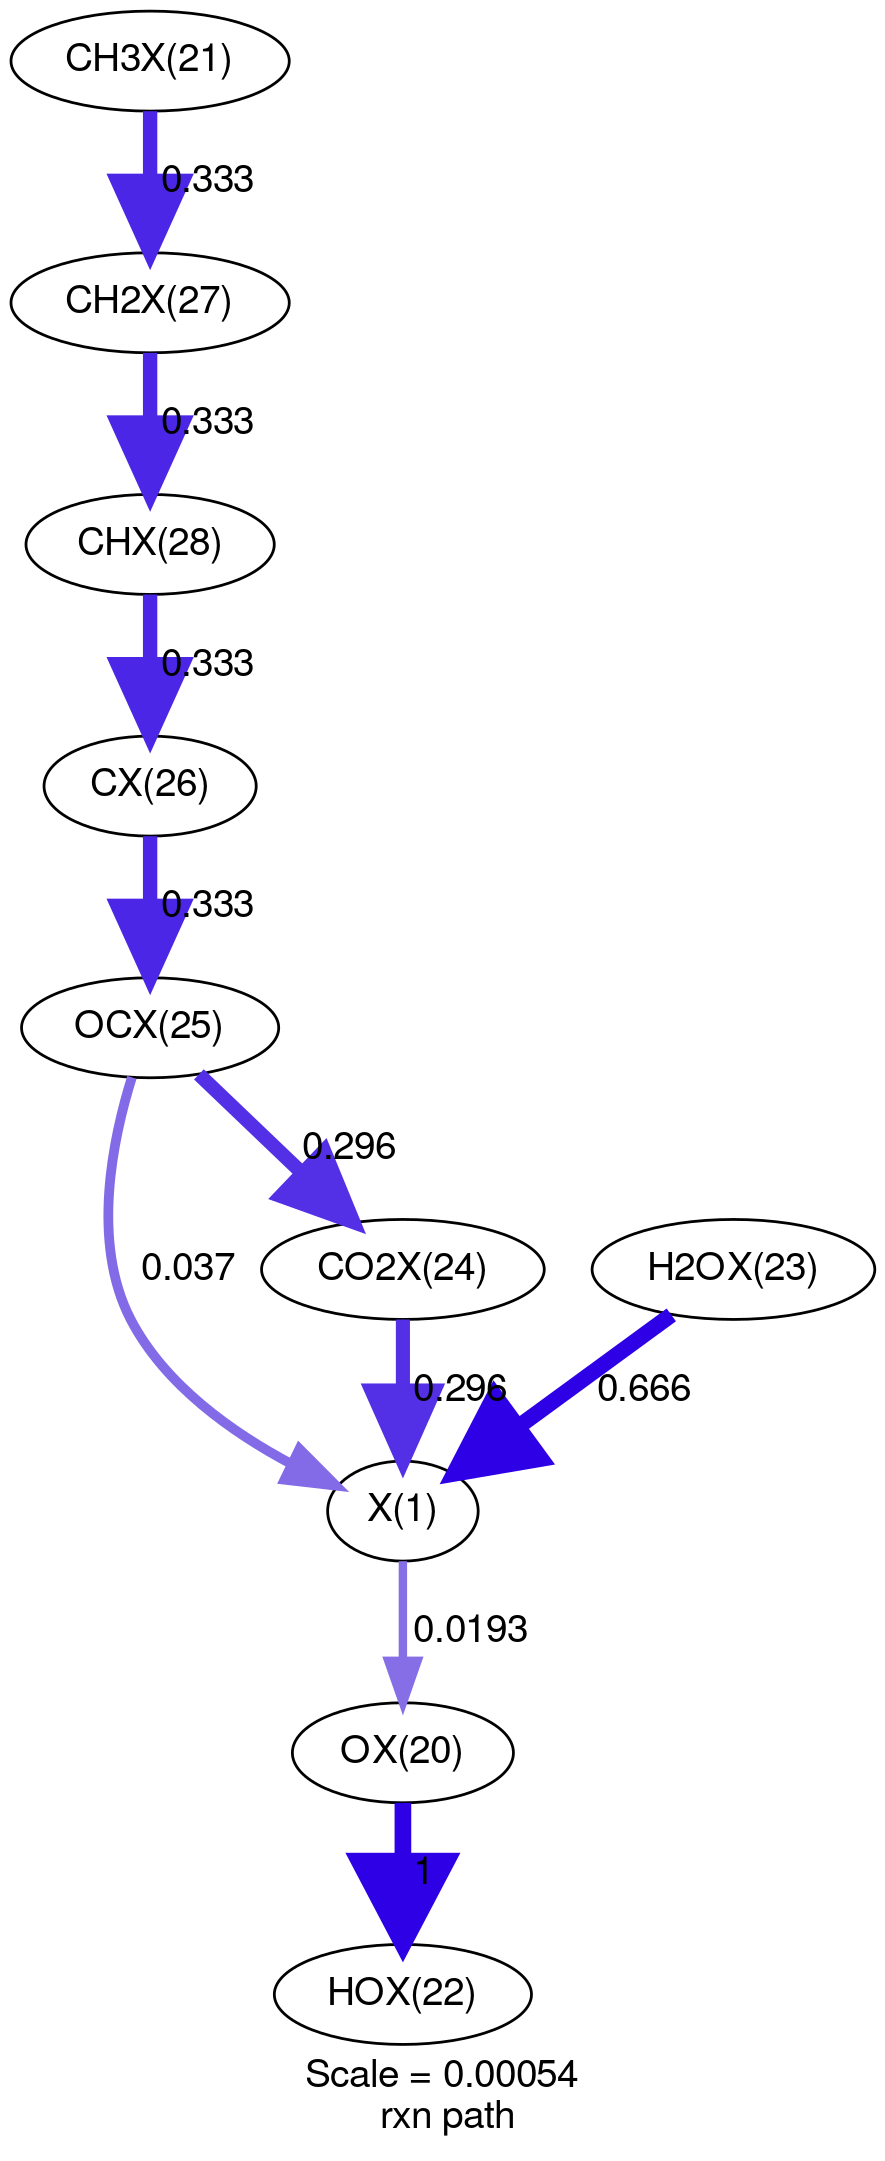 CH3X(21)
0.333
CH2X(27)
0.333
CHX(28)
0.333
CX(26)
0.333
OCX(25)
0.296
0.037
CO2X(24)
H2OX(23)
0.296
0.666
X(1)
0.0193
OX(20)
1
HOX(22)
Scale = 0.00054
rxn path